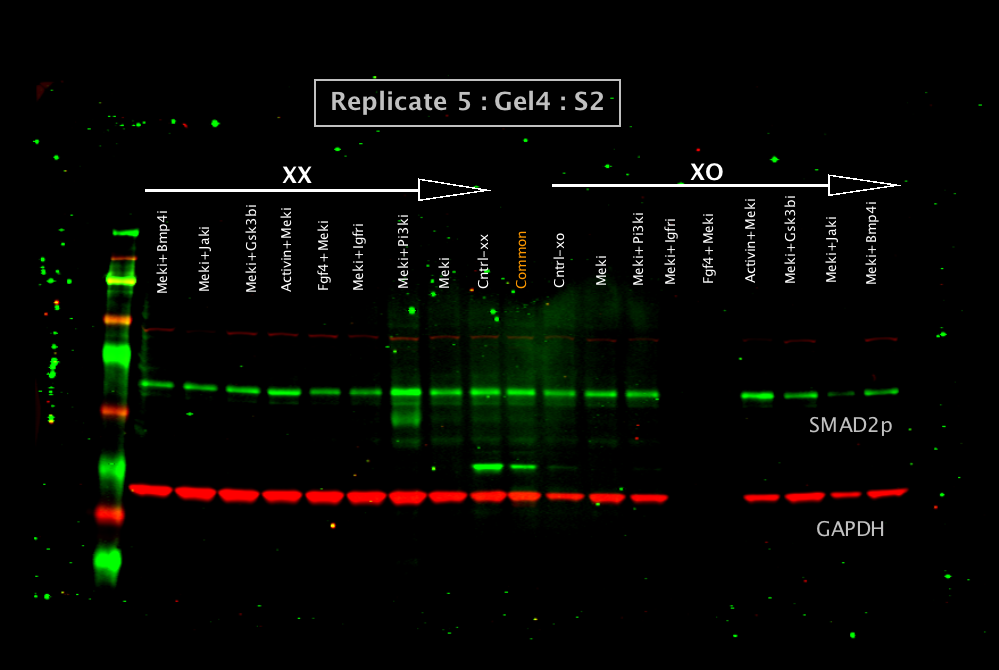 Replicate 5 : Gel4 : S2
XX
XO
Meki+Bmp4i
Meki+Jaki
Meki+Gsk3bi
Activin+Meki
Fgf4+Meki
Meki+Igfri
Meki+Pi3ki
Meki
Cntrl-xx
Common
Cntrl-xo
Meki
Meki+Pi3ki
Meki+Igfri
Fgf4+Meki
Activin+Meki
Meki+Gsk3bi
Meki+Jaki
Meki+Bmp4i
SMAD2p
GAPDH